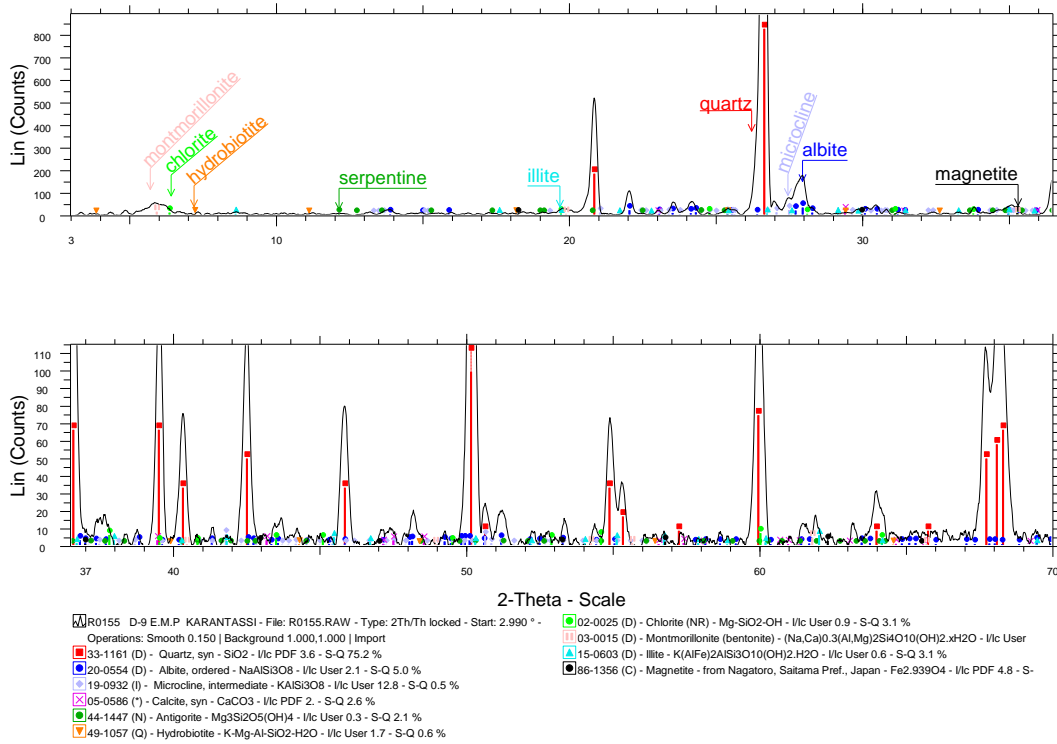 800
700
600
500
400
300
200
100
0
Lin (Counts)
montmorillonite
chlorite
hydrobiotite
serpentine
illite
quartz
microcline
albite
magnetite
3 10 20 30
110
100
90
80
70
60
50
40
30
20
10
0
Lin (Counts)
37 40 50 60 70
2-Theta - Scale
R0155 D-9 E.M.P KARANTASSI - File: R0155.RAW - Type: 2Th/Th locked - Start: 2.990 ° -
Operations: Smooth 0.150 | Background 1.000,1.000 | Import
33-1161 (D) - Quartz, syn - SiO2 - I/Ic PDF 3.6 - S-Q 75.2 %
20-0554 (D) - Albite, ordered - NaAlSi3O8 - I/Ic User 2.1 - S-Q 5.0 %
19-0932 (I) - Microcline, intermediate - KAlSi3O8 - I/Ic User 12.8 - S-Q 0.5 %
05-0586 (*) - Calcite, syn - CaCO3 - I/Ic PDF 2. - S-Q 2.6 %
44-1447 (N) - Antigorite - Mg3Si2O5(OH)4 - I/Ic User 0.3 - S-Q 2.1 %
49-1057 (Q) - Hydrobiotite - K-Mg-Al-SiO2-H2O - I/Ic User 1.7 - S-Q 0.6 %
02-0025 (D) - Chlorite (NR) - Mg-SiO2-OH - I/Ic User 0.9 - S-Q 3.1 %
03-0015 (D) - Montmorillonite (bentonite) - (Na,Ca)0.3(Al,Mg)2Si4O10(OH)2.xH2O - I/Ic User
15-0603 (D) - Illite - K(AlFe)2AlSi3O10(OH)2.H2O - I/Ic User 0.6 - S-Q 3.1 %
86-1356 (C) - Magnetite - from Nagatoro, Saitama Pref., Japan - Fe2.939O4 - I/Ic PDF 4.8 - S-